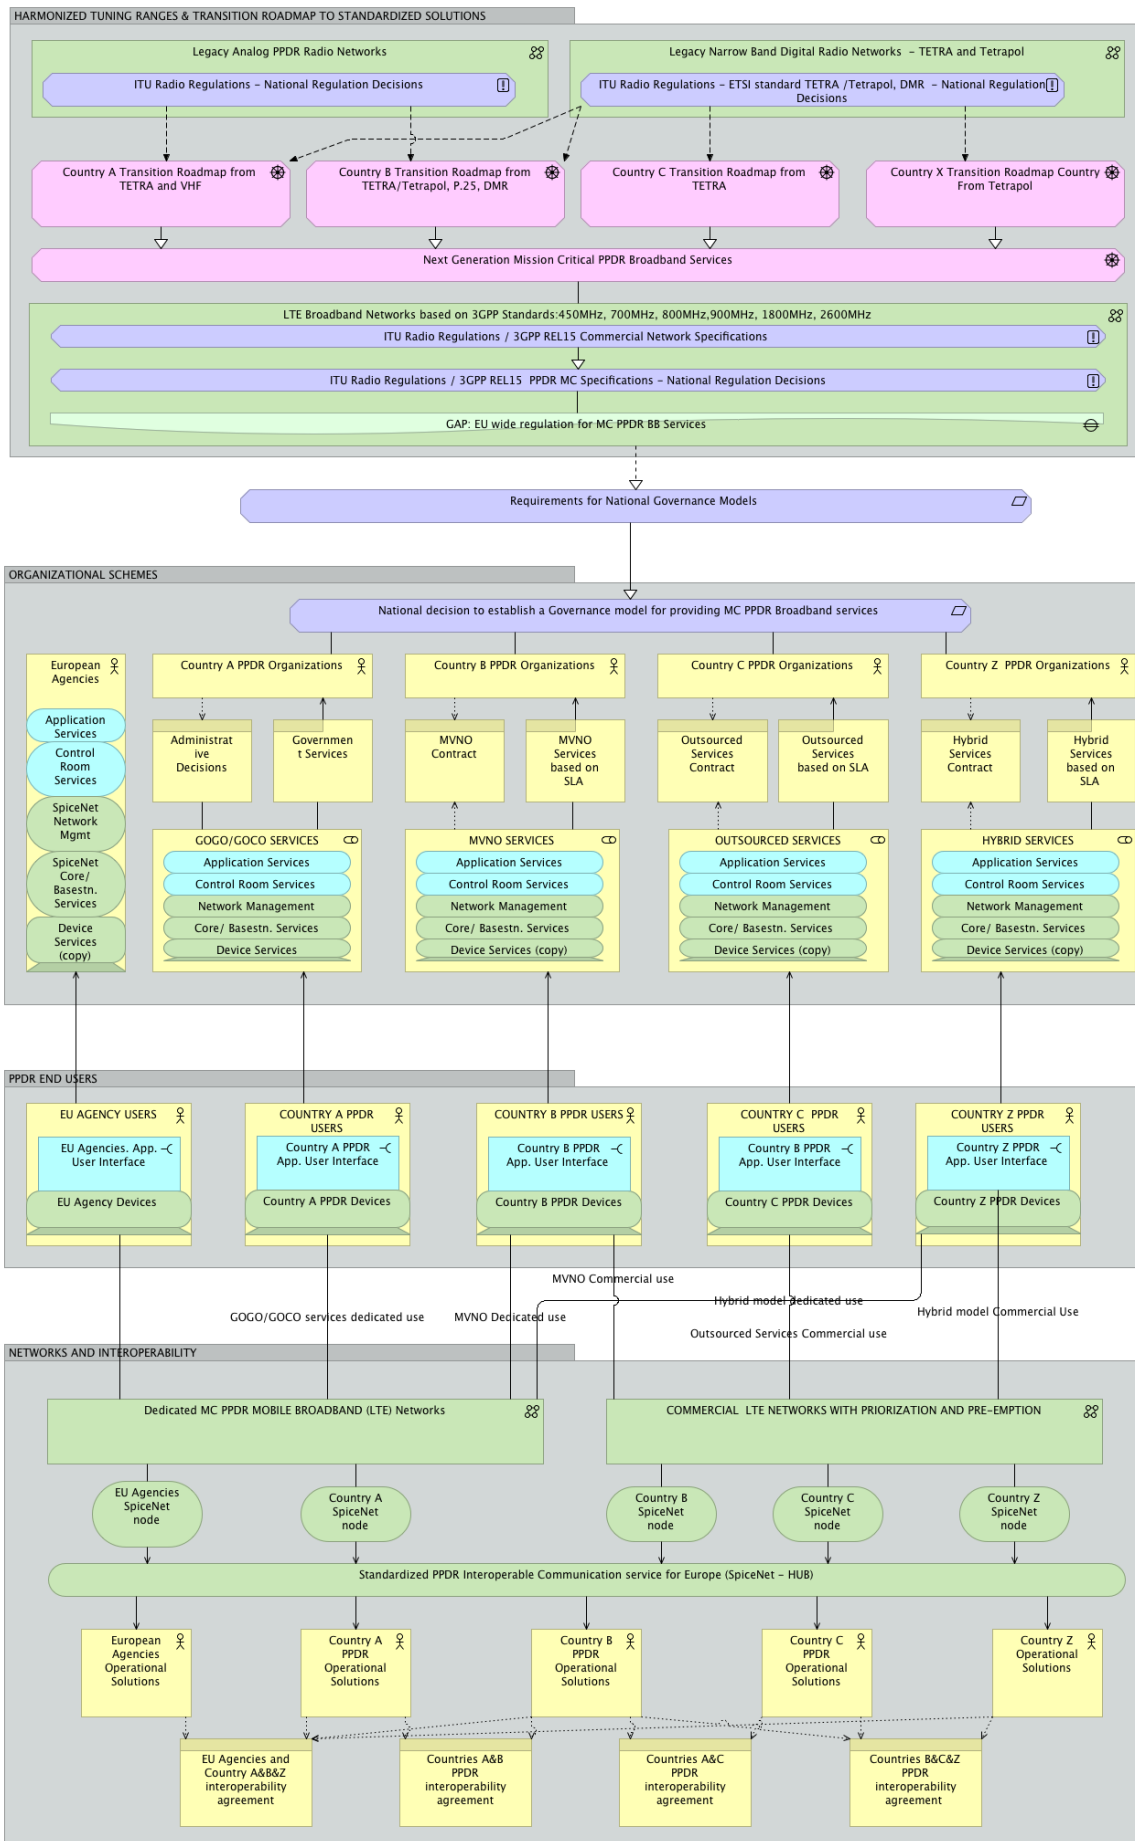 HARMONIZED TUNING RANGES & TRANSITION ROADMAP TO STANDARDIZED SOLUTIONS
Legacy Analog PPDR Radio Networks
ITU Radio Regulations - National Regulation Decisions
Legacy Narrow Band Digital Radio Networks - TETRA and Tetrapol
ITU Radio Regulations - ETSI standard TETRA /Tetrapol, DMR - National Regulation
Decisions
Country A Transition Roadmap from
TETRA and VHF
Country B Transition Roadmap from
TETRA/Tetrapol, P.25, DMR
Country C Transition Roadmap from
TETRA
Country X Transition Roadmap Country
From Tetrapol
Next Generation Mission Critical PPDR Broadband Services
LTE Broadband Networks based on 3GPP Standards:450MHz, 700MHz, 800MHz,900MHz, 1800MHz, 2600MHz
ITU Radio Regulations / 3GPP REL15 Commercial Network Specifications
ITU Radio Regulations / 3GPP REL15 PPDR MC Specifications - National Regulation Decisions
GAP: EU wide regulation for MC PPDR BB Services
Requirements for National Governance Models
ORGANIZATIONAL SCHEMES
National decision to establish a Governance model for providing MC PPDR Broadband services
European
Agencies
Application
Services
Control
Room
Services
SpiceNet
Network
Mgmt
SpiceNet
Core/
Basestn.
Services
Device
Services
(copy)
Country A PPDR Organizations
Administrat
ive
Decisions
Governmen
t Services
GOGO/GOCO SERVICES
Application Services
Control Room Services
Network Management
Core/ Basestn. Services
Device Services
Country B PPDR Organizations
MVNO
Contract
MVNO
Services
based on
SLA
MVNO SERVICES
Application Services
Control Room Services
Network Management
Core/ Basestn. Services
Device Services (copy)
Country C PPDR Organizations
Outsourced
Services
Contract
Outsourced
Services
based on SLA
OUTSOURCED SERVICES
Application Services
Control Room Services
Network Management
Core/ Basestn. Services
Device Services (copy)
Country Z PPDR Organizations
Hybrid
Services
Contract
Hybrid
Services
based on
SLA
HYBRID SERVICES
Application Services
Control Room Services
Network Management
Core/ Basestn. Services
Device Services (copy)
PPDR END USERS
EU AGENCY USERS
EU Agencies. App.
User Interface
EU Agency Devices
COUNTRY A PPDR
USERS
Country A PPDR
App. User Interface
Country A PPDR Devices
COUNTRY B PPDR USERS
Country B PPDR
App. User Interface
Country B PPDR Devices
COUNTRY C PPDR
USERS
Country B PPDR
App. User Interface
Country C PPDR Devices
COUNTRY Z PPDR
USERS
Country Z PPDR
App. User Interface
Country Z PPDR Devices
MVNO Commercial use
Hybrid model dedicated use
GOGO/GOCO services dedicated use
MVNO Dedicated use
Hybrid model Commercial Use
Outsourced Services Commercial use
NETWORKS AND INTEROPERABILITY
Dedicated MC PPDR MOBILE BROADBAND (LTE) Networks
COMMERCIAL LTE NETWORKS WITH PRIORIZATION AND PRE-EMPTION
EU Agencies
SpiceNet
node
Country A
SpiceNet
node
Country B
SpiceNet
node
Country C
SpiceNet
node
Country Z
SpiceNet
node
Standardized PPDR Interoperable Communication service for Europe (SpiceNet - HUB)
European
Agencies
Operational
Solutions
Country A
PPDR
Operational
Solutions
Country B
PPDR
Operational
Solutions
Country C
PPDR
Operational
Solutions
Country Z
Operational
Solutions
EU Agencies and
Country A&B&Z
interoperability
agreement
Countries A&B
PPDR
interoperability
agreement
Countries A&C
PPDR
interoperability
agreement
Countries B&C&Z
PPDR
interoperability
agreement